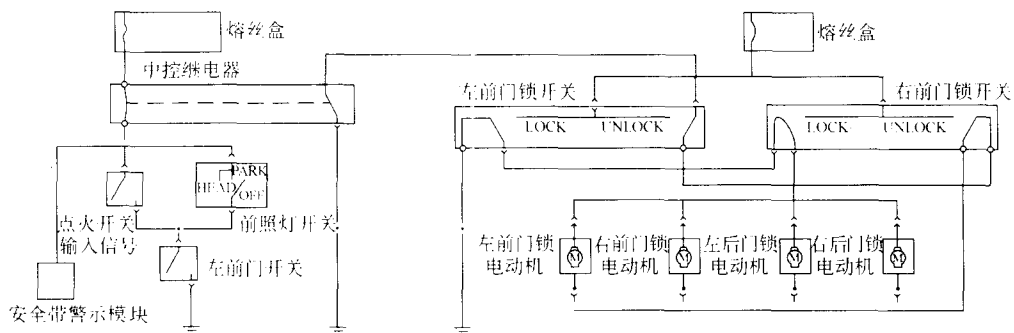 熔丝盒
熔丝盒
中控继电器
左前门锁开关
右前门锁开关
LOCK
UNLOCK
LOCK
UNLOCK
PARK
HEAD
OFF
点火开关
输入信号
前照灯开关
左前门开关
安全带警示模块
左前门锁
电动机
M
右前门锁
电动机
M
左后门锁
电动机
M
右后门锁
电动机
M